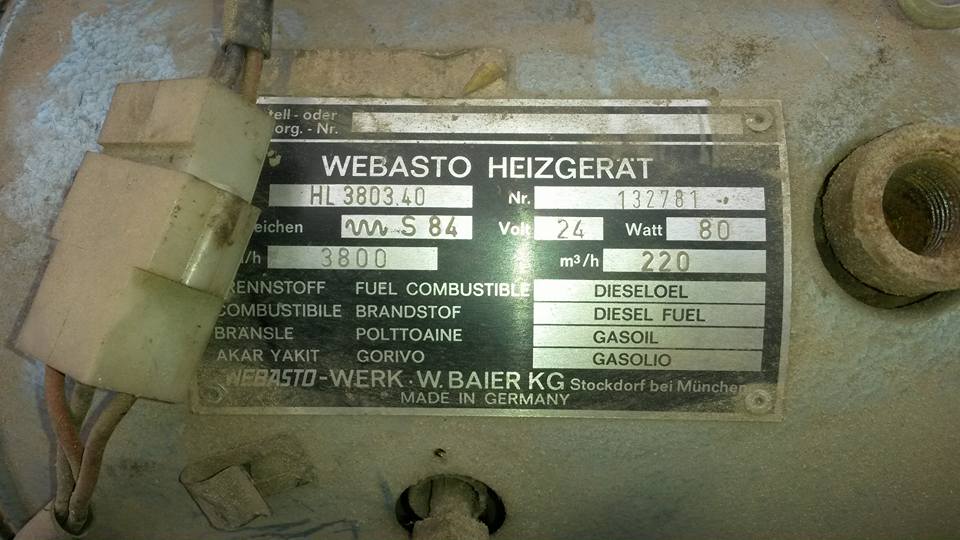 tell - oder
org. - Nr.
WEBASTO HEIZGERÄT
HL 3803.40 Nr. 132781
eichen S 84 Volt 24 Watt 80
/h 3800 m³/h 220
RENNSTOFF FUEL COMBUSTIBLE DIESELOEL
COMBUSTIBILE BRANDSTOF DIESEL FUEL
BRÄNSLE POLTTOAINE GASOIL
AKAR YAKIT GORIVO GASOLIO
WEBASTO-WERK · W. BAIER KG Stockdorf bei München
MADE IN GERMANY